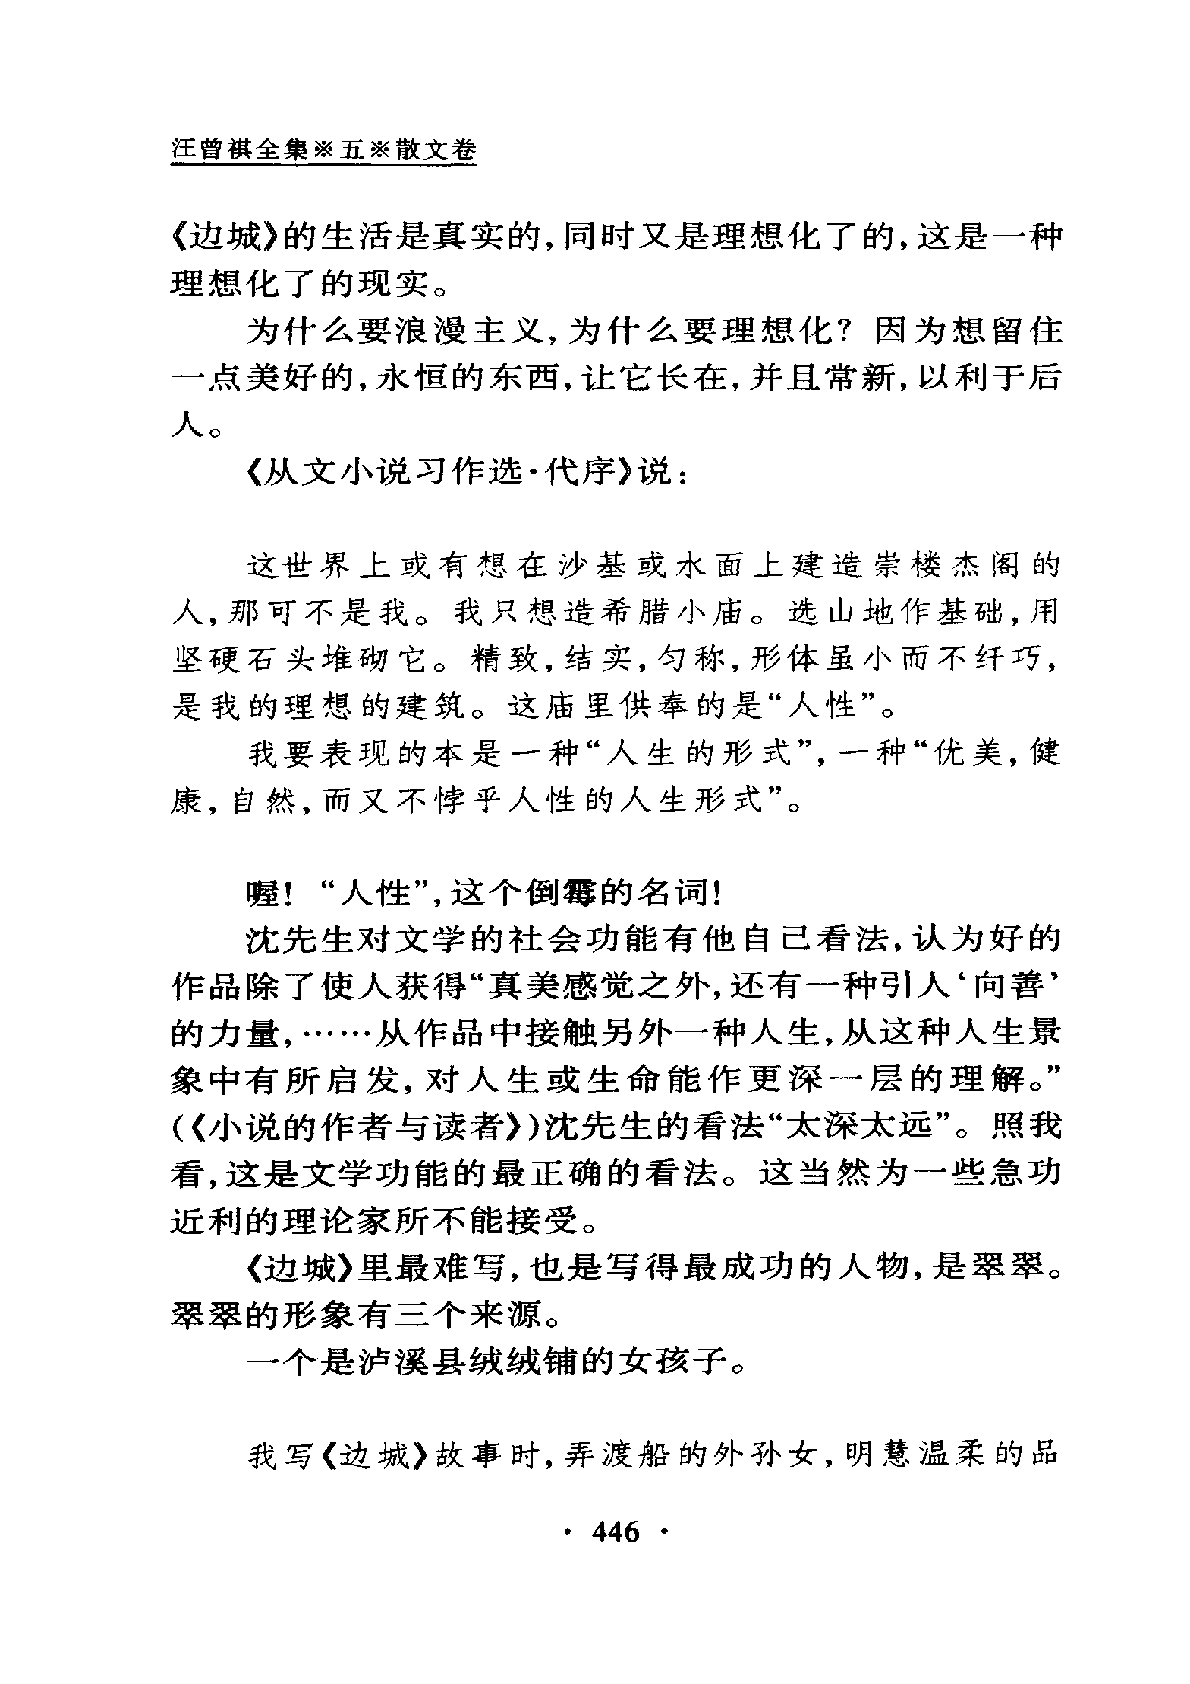 汪曾祺全集※五※散文卷
《边城》的生活是真实的,同时又是理想化了的,这是一种
理想化了的现实。
为什么要浪漫主义,为什么要理想化? 因为想留住
一点美好的,永恒的东西,让它长在,并且常新,以利于后
人。
《从文小说习作选·代序》说:
这世界上或有想在沙基或水面上建造崇楼杰阁的
人,那可不是我。我只想造希腊小庙。选山地作基础,用
坚硬石头堆砌它。精致,结实,匀称,形体虽小而不纤巧,
是我的理想的建筑。这庙里供奉的是“人性”。
我要表现的本是一种“人生的形式”,一种“优美,健
康,自然,而又不悖乎人性的人生形式”。
喔! “人性”,这个倒霉的名词!
沈先生对文学的社会功能有他自己看法,认为好的
作品除了使人获得“真美感觉之外,还有一种引人‘向善’
的力量,……从作品中接触另外一种人生,从这种人生景
象中有所启发,对人生或生命能作更深一层的理解。”
(《小说的作者与读者》)沈先生的看法“太深太远”。照我
看,这是文学功能的最正确的看法。这当然为一些急功
近利的理论家所不能接受。
《边城》里最难写,也是写得最成功的人物,是翠翠。
翠翠的形象有三个来源。
一个是泸溪县绒绒铺的女孩子。
我写《边城》故事时,弄渡船的外孙女,明慧温柔的品
· 446 ·